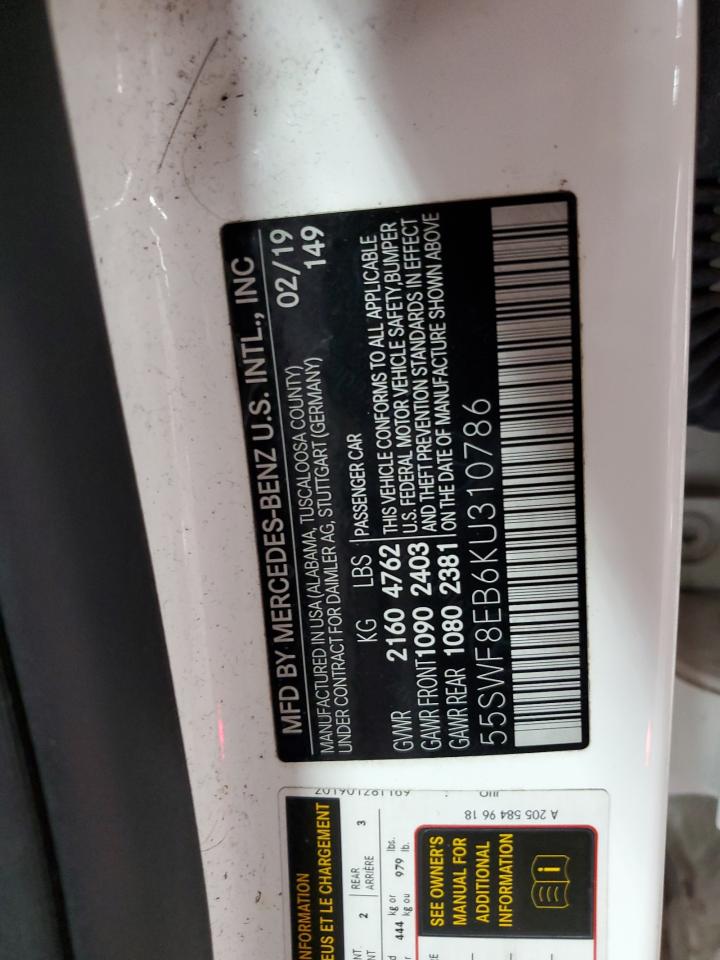 MFD BY MERCEDES-BENZ U.S. INTL., INC
MANUFACTURED IN USA (ALABAMA, TUSCALOOSA COUNTY) 02/19
UNDER CONTRACT FOR DAIMLER AG, STUTTGART (GERMANY) 149
KG LBS PASSENGER CAR
GVWR 2160 4762 THIS VEHICLE CONFORMS TO ALL APPLICABLE
U.S. FEDERAL MOTOR VEHICLE SAFETY,BUMPER
GAWR FRONT 1090 2403 AND THEFT PREVENTION STANDARDS IN EFFECT
GAWR REAR 1080 2381 ON THE DATE OF MANUFACTURE SHOWN ABOVE
55SWF8EB6KU310786
NFORMATION
EUS ET LE CHARGEMENT
NT 2 REAR 3
ARRIÈRE
444 kg or 979 lbs.
kg ou lb.
SEE OWNER'S
MANUAL FOR
ADDITIONAL
INFORMATION
A 205 584 96 18